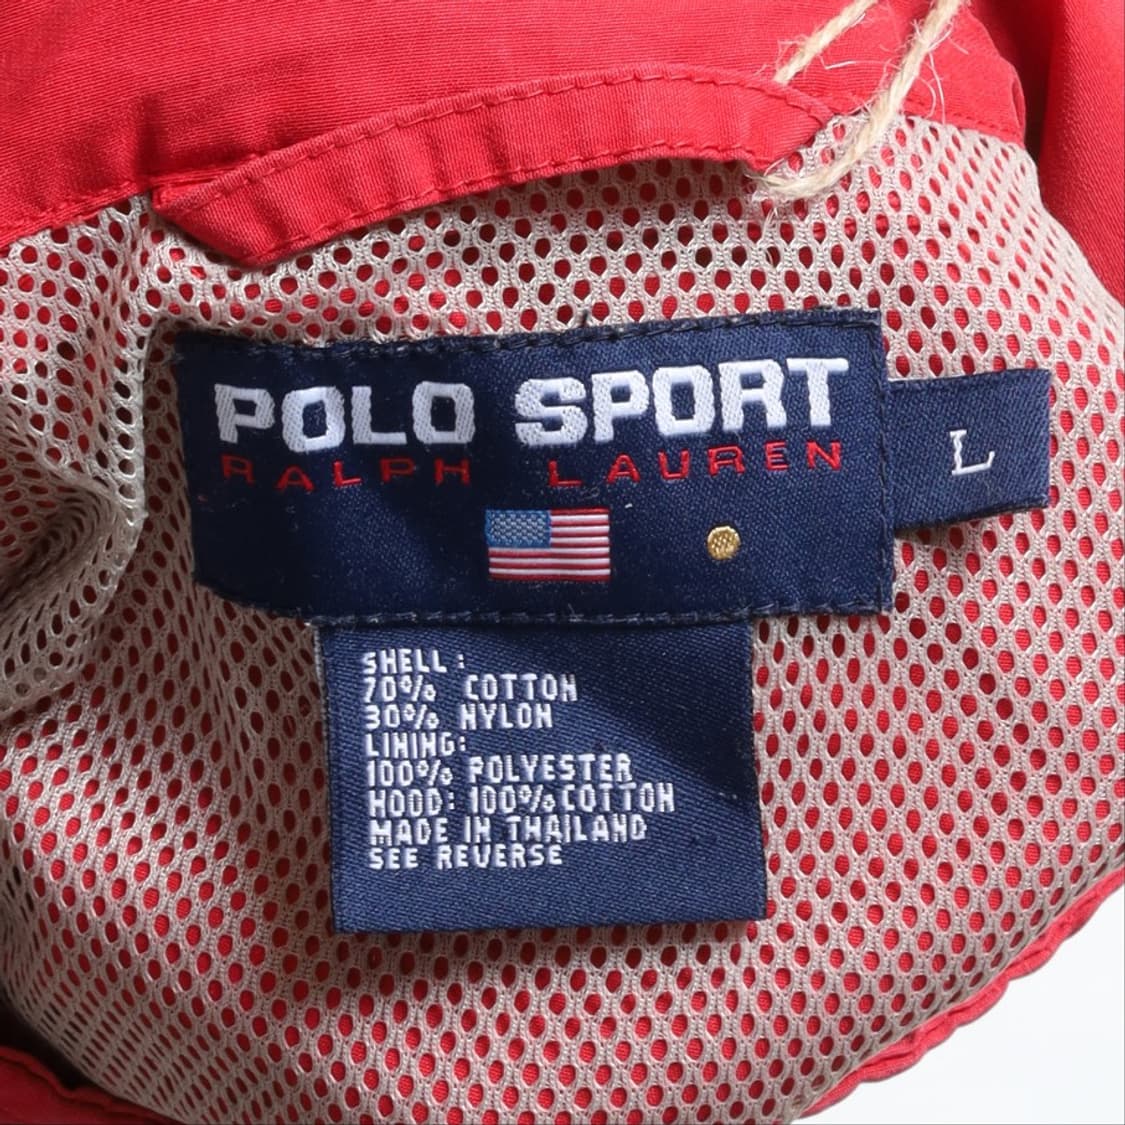 POLO SPORT
RALPH LAUREN
L
SHELL:
70% COTTON
30% NYLON
LINING:
100% POLYESTER
HOOD: 100% COTTON
MADE IN THAILAND
SEE REVERSE